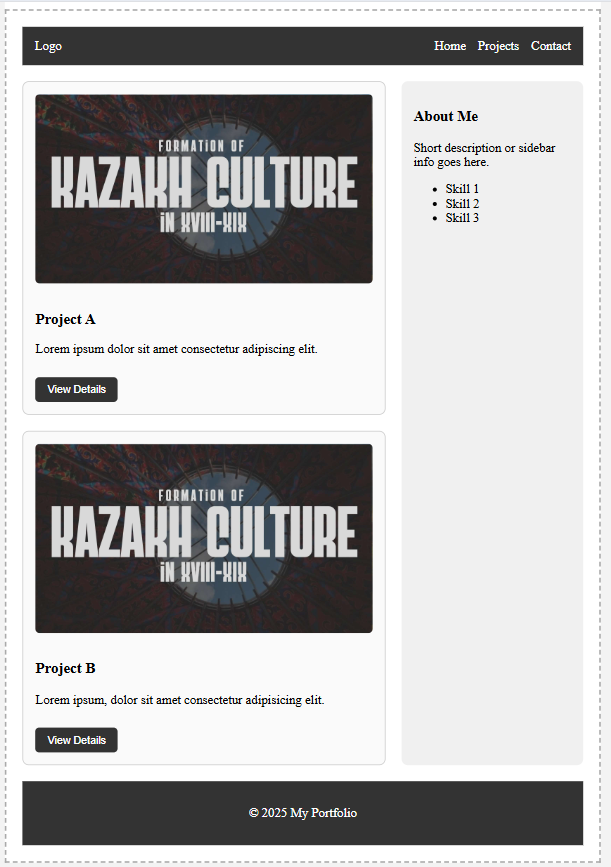 Logo
Home Projects Contact
FORMATION OF
KAZAKH CULTURE
IN XVIII-XIX
Project A
Lorem ipsum dolor sit amet consectetur adipiscing elit.
View Details
FORMATION OF
KAZAKH CULTURE
IN XVIII-XIX
Project B
Lorem ipsum, dolor sit amet consectetur adipisicing elit.
View Details
About Me
Short description or sidebar
info goes here.
• Skill 1
• Skill 2
• Skill 3
© 2025 My Portfolio